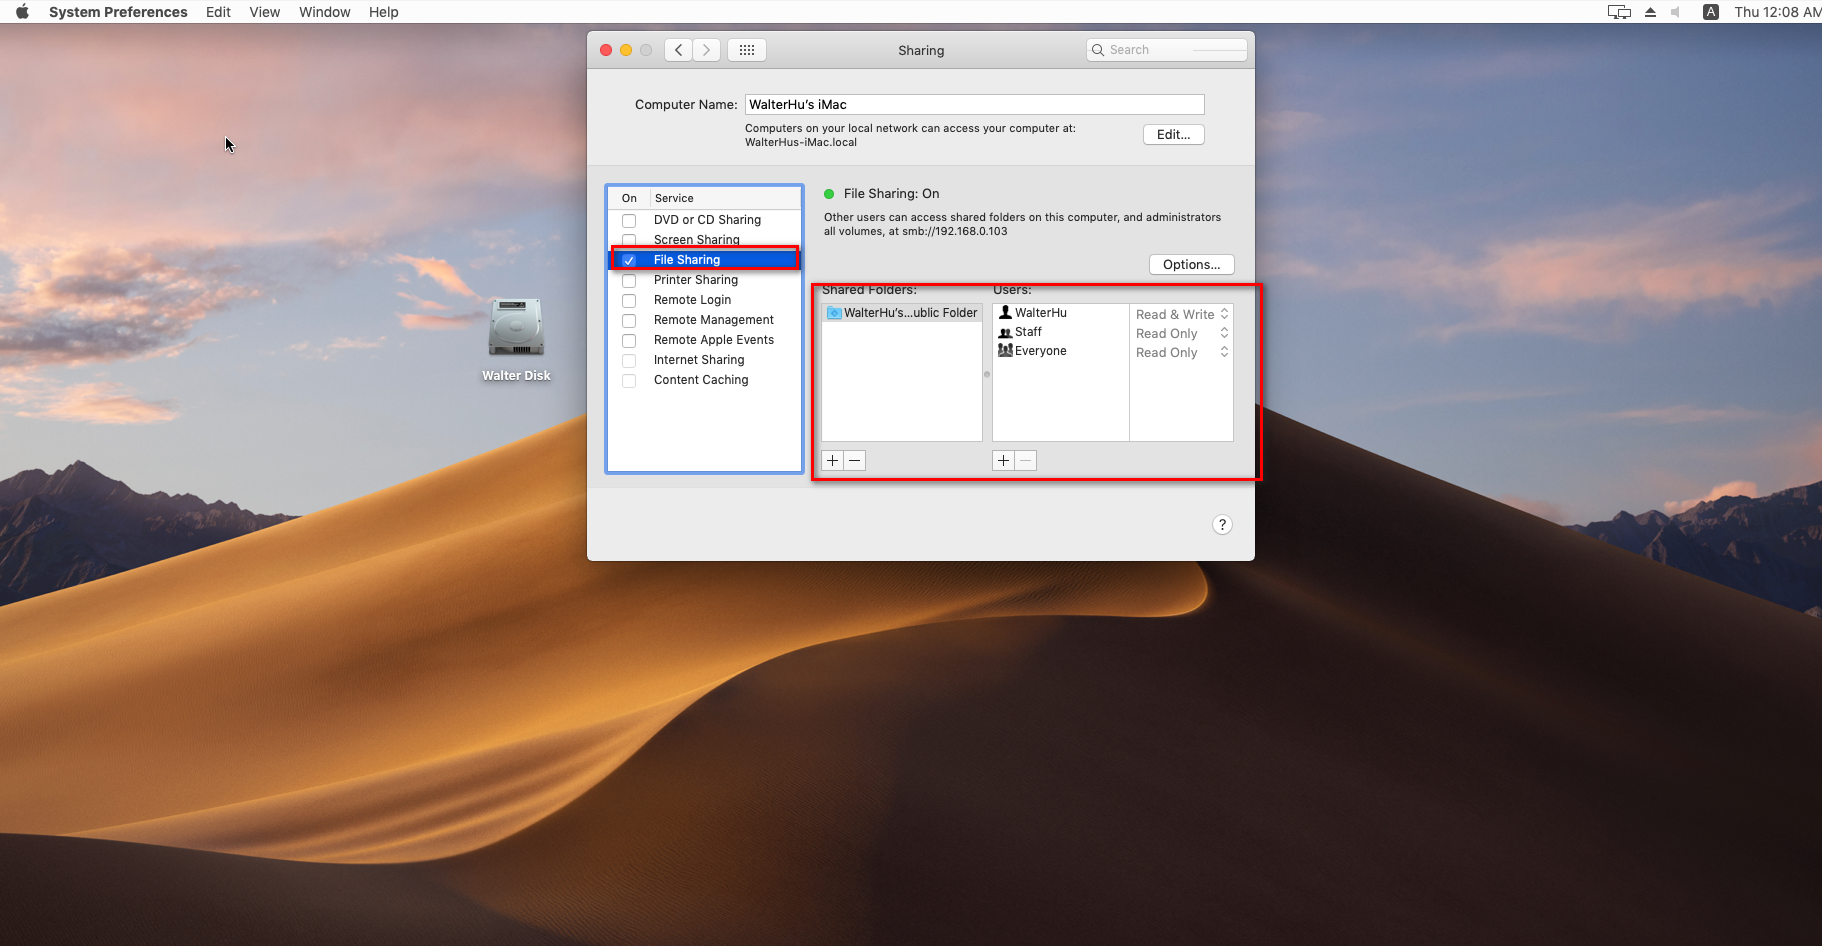 System Preferences Edit View Window Help A Thu 12:08 AM
Sharing
Search
Computer Name: WalterHu’s iMac
Computers on your local network can access your computer at:
WalterHus-iMac.local
Edit...
On Service
DVD or CD Sharing
Screen Sharing
File Sharing
Printer Sharing
Remote Login
Remote Management
Remote Apple Events
Internet Sharing
Content Caching
File Sharing: On
Other users can access shared folders on this computer, and administrators
all volumes, at smb://192.168.0.103
Options...
Shared Folders: Users:
WalterHu’s...ublic Folder
WalterHu Read & Write
Staff Read Only
Everyone Read Only
+ − + −
?
Walter Disk